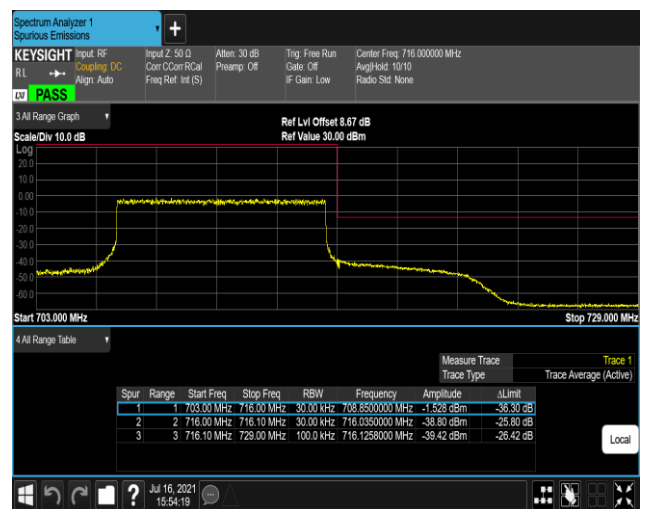 Spectrum Analyzer 1
Spurious Emissions
+
KEYSIGHT Input: RF Input Z: 50 Ω Atten: 30 dB Trig: Free Run Center Freq: 716.000000 MHz
RL Coupling: DC Corr CCorr RCal Preamp: Off Gate: Off Avg|Hold: 10/10
Align: Auto Freq Ref: Int (S) IF Gain: Low Radio Std: None
LXI PASS
3 All Range Graph
Ref Lvl Offset 8.67 dB
Scale/Div 10.0 dB Ref Value 30.00 dBm
Log
20.0
10.0
0.00
-10.0
-20.0
-30.0
-40.0
-50.0
-60.0
Start 703.000 MHz Stop 729.000 MHz
4 All Range Table
Measure Trace Trace 1
Trace Type Trace Average (Active)
Spur Range Start Freq Stop Freq RBW Frequency Amplitude ΔLimit
1 1 703.00 MHz 716.00 MHz 30.00 kHz 708.8500000 MHz -1.528 dBm -36.30 dB
2 2 716.00 MHz 716.10 MHz 30.00 kHz 716.0350000 MHz -38.80 dBm -25.80 dB
3 3 716.10 MHz 729.00 MHz 100.0 kHz 716.1258000 MHz -39.42 dBm -26.42 dB
Local
? Jul 16, 2021
15:54:19